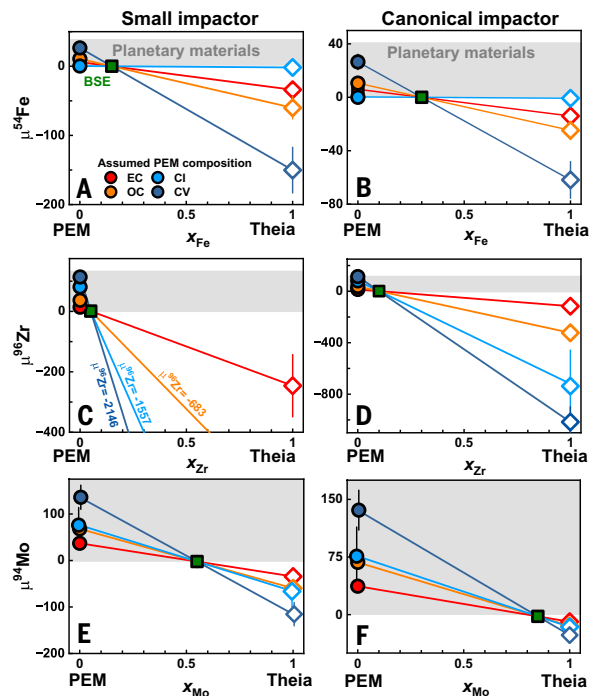 Small impactor
Canonical impactor
Planetary materials
BSE
0
−100
−200
μ⁵⁴Fe
Assumed PEM composition
EC CI
OC CV
A
0 0.5 1
PEM xFe Theia
Planetary materials
40
0
−40
−80
B
0 0.5 1
PEM xFe Theia
μ⁹⁶Zr
0
−200
−400
μ⁹⁶Zr= -2146
μ⁹⁶Zr= -1557
μ⁹⁶Zr= -683
C
0 0.5 1
PEM xZr Theia
0
−400
−800
D
0 0.5 1
PEM xZr Theia
μ⁹⁴Mo
100
0
−100
−200
E
0 0.5 1
PEM xMo Theia
150
75
0
F
0 0.5 1
PEM xMo Theia